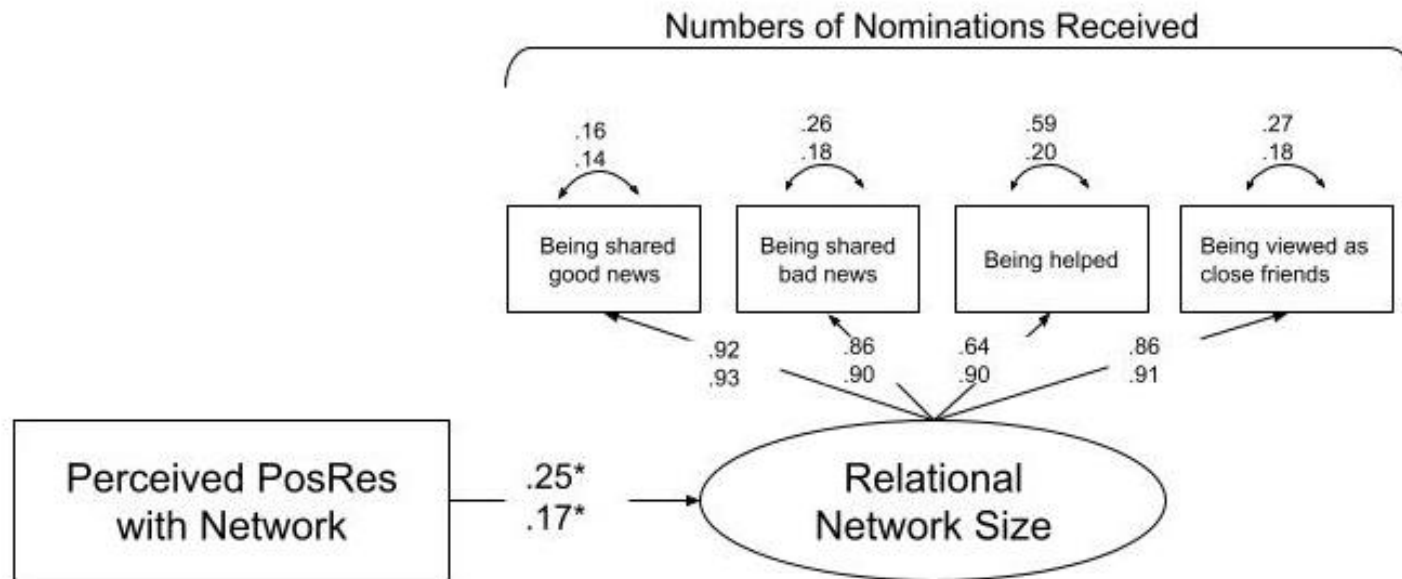 Numbers of Nominations Received
.16
.14
.26
.18
.59
.20
.27
.18
Being shared
good news
Being shared
bad news
Being helped
Being viewed as
close friends
.92
.93
.86
.90
.64
.90
.86
.91
Perceived PosRes
with Network
.25*
.17*
Relational
Network Size